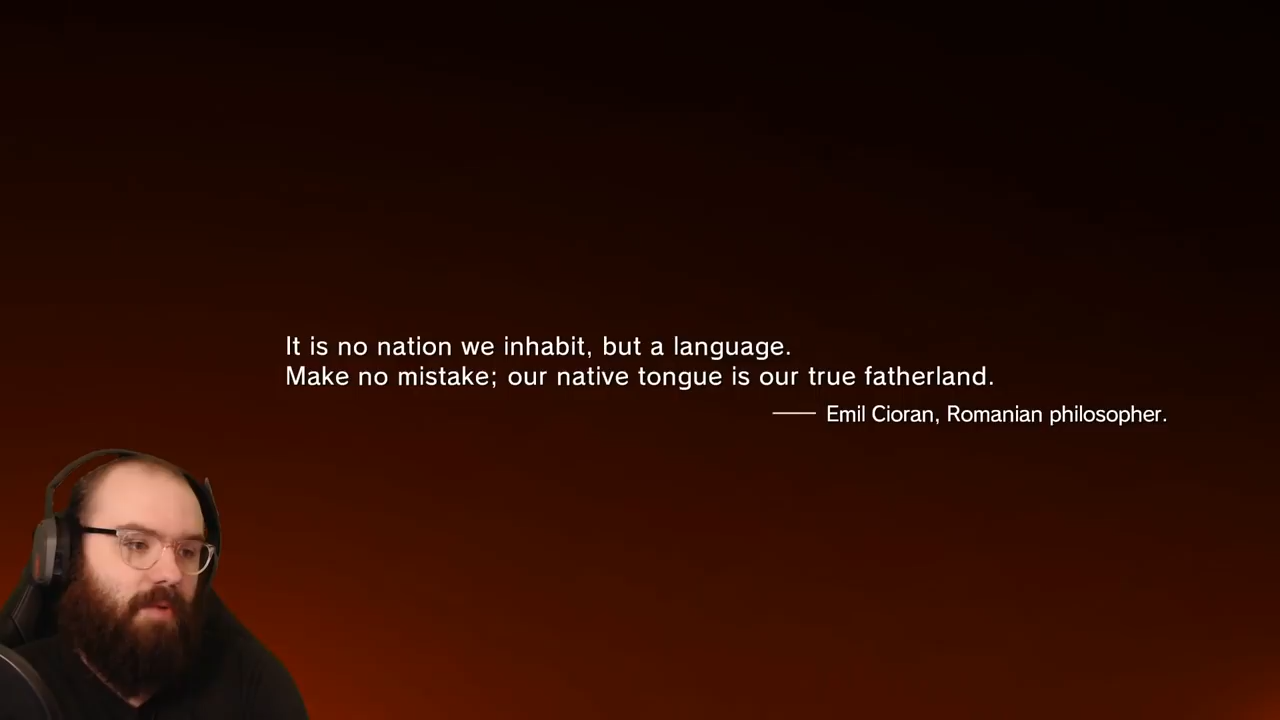 It is no nation we inhabit, but a language.
Make no mistake; our native tongue is our true fatherland.
—— Emil Cioran, Romanian philosopher.